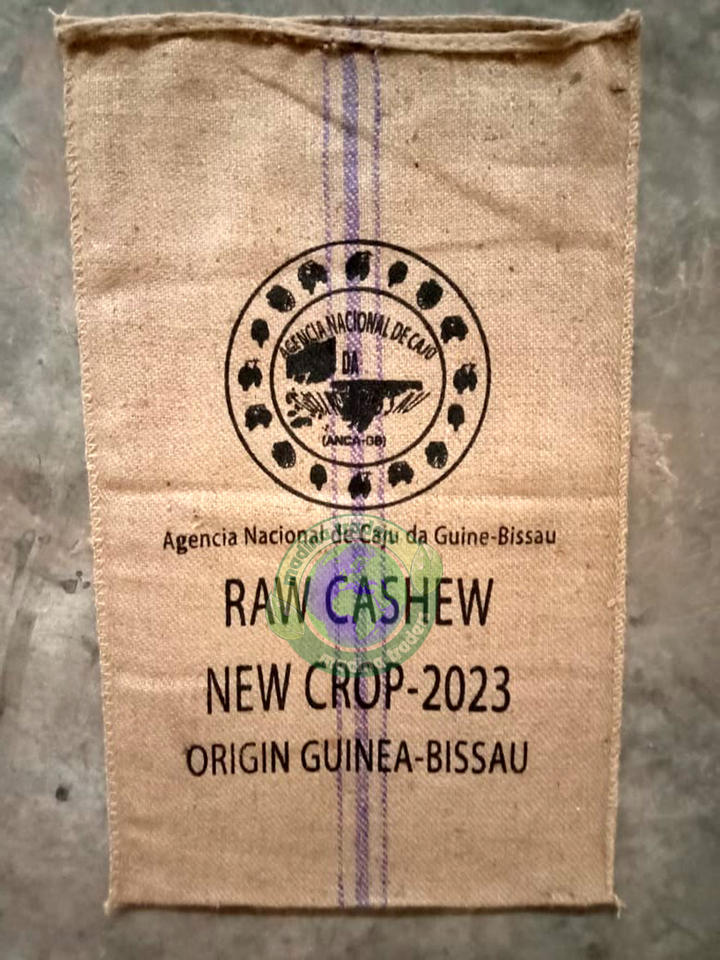 AGENCIA NACIONAL DE CAJU
DA
(ANCA-GB)
Agencia Nacional de Caju da Guine-Bissau
RAW CASHEW
NEW CROP-2023
ORIGIN GUINEA-BISSAU